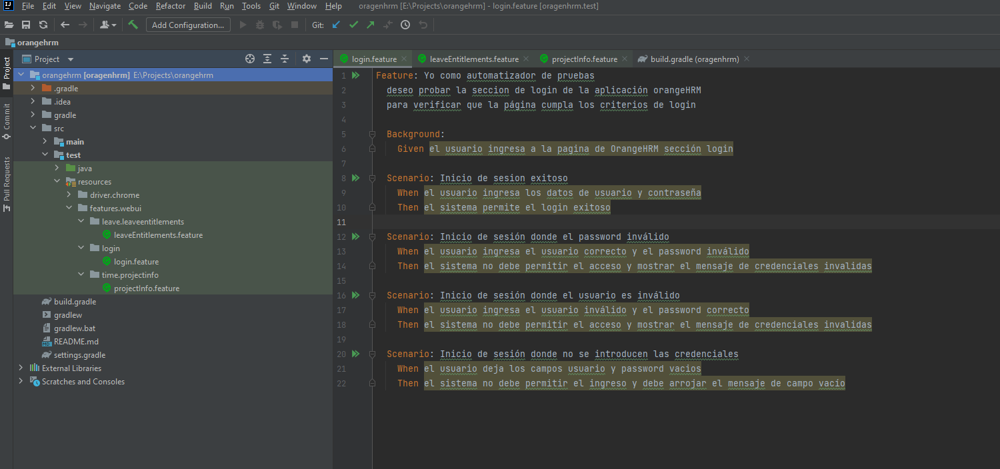 File Edit View Navigate Code Refactor Build Run Tools Git Window Help oragenhrm [E:\Projects\orangehrm] - login.feature [oragenhrm.test]
Add Configuration... Git:
orangehrm
Project
Commit
Pull Requests
Project
orangehrm [oragenhrm] E:\Projects\orangehrm
.gradle
.idea
gradle
src
main
test
java
resources
driver.chrome
features.webui
leave.leaveentitlements
leaveEntitlements.feature
login
login.feature
time.projectinfo
projectInfo.feature
build.gradle
gradlew
gradlew.bat
README.md
settings.gradle
External Libraries
Scratches and Consoles
login.feature leaveEntitlements.feature projectInfo.feature build.gradle (oragenhrm)
1 Feature: Yo como automatizador de pruebas
2 deseo probar la seccion de login de la aplicación orangeHRM
3 para verificar que la página cumpla los criterios de login
4
5 Background:
6 Given el usuario ingresa a la pagina de OrangeHRM sección login
7
8 Scenario: Inicio de sesion exitoso
9 When el usuario ingresa los datos de usuario y contraseña
10 Then el sistema permite el login exitoso
11
12 Scenario: Inicio de sesión donde el password inválido
13 When el usuario ingresa el usuario correcto y el password inválido
14 Then el sistema no debe permitir el acceso y mostrar el mensaje de credenciales invalidas
15
16 Scenario: Inicio de sesión donde el usuario es inválido
17 When el usuario ingresa el usuario inválido y el password correcto
18 Then el sistema no debe permitir el acceso y mostrar el mensaje de credenciales invalidas
19
20 Scenario: Inicio de sesión donde no se introducen las credenciales
21 When el usuario deja los campos usuario y password vacios
22 Then el sistema no debe permitir el ingreso y debe arrojar el mensaje de campo vacio